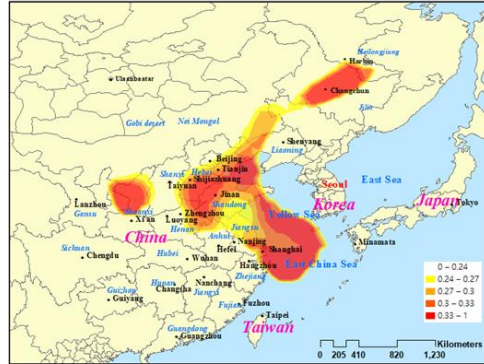 Heilongjiang
Harbin
Ulaanbaatar
Changchun
Jilin
Gobi desert
Nei Mongol
Shenyang
Liaoning
Beijing
Tianjin
Shanxi
Hebei
Shijiazhuang
Taiyuan
Seoul
East Sea
Korea
Japan
Tokyo
Jinan
Shandong
Lanzhou
Gansu
Shaanxi
Xi'an
Zhengzhou
Luoyang
Henan
Yellow Sea
Jiangsu
China
Anhui
Nanjing
Hefei
Shanghai
Minamata
Sichuan
Chengdu
Hubei
Wuhan
Hangzhou
Zhejiang
East China Sea
Hunan
Nanchang
Changsha
Jiangxi
Guizhou
Guiyang
Fujian
Fuzhou
Taipei
Taiwan
Guangdong
Guangzhou
0 – 0.24
0.24 – 0.27
0.27 – 0.3
0.3 – 0.33
0.33 – 1
0 205 410 820 1,230
Kilometers